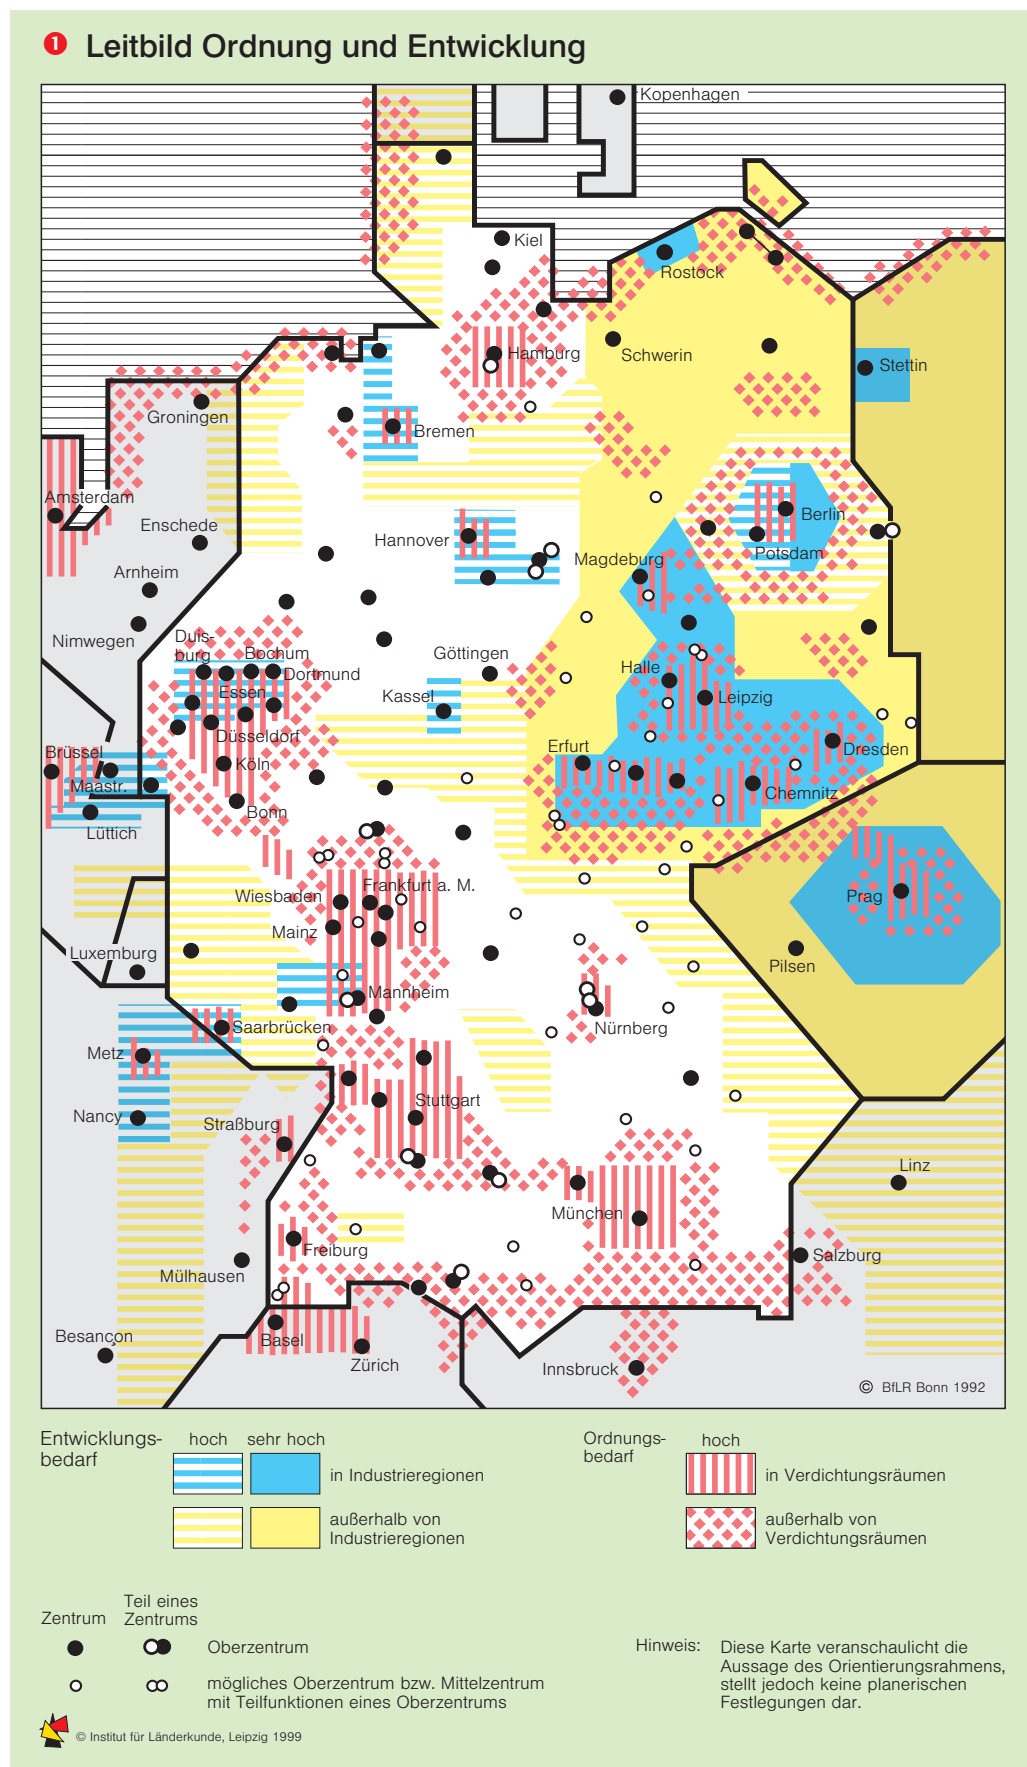 1 Leitbild Ordnung und Entwicklung
Kopenhagen
Kiel
Rostock
Hamburg
Schwerin
Stettin
Groningen
Bremen
Amsterdam
Enschede
Hannover
Berlin
Potsdam
Magdeburg
Arnheim
Nimwegen
Duis-
burg
Bochum
Dortmund
Essen
Göttingen
Kassel
Halle
Leipzig
Düsseldorf
Brüssel
Köln
Erfurt
Dresden
Maastr.
Chemnitz
Bonn
Lüttich
Wiesbaden
Frankfurt a. M.
Prag
Mainz
Luxemburg
Pilsen
Mannheim
Saarbrücken
Nürnberg
Metz
Stuttgart
Nancy
Straßburg
Linz
München
Freiburg
Salzburg
Mülhausen
Besançon
Basel
Zürich
Innsbruck
© BfLR Bonn 1992
Entwicklungs-
bedarf
hoch sehr hoch
in Industrieregionen
außerhalb von
Industrieregionen
Ordnungs-
bedarf
hoch
in Verdichtungsräumen
außerhalb von
Verdichtungsräumen
Zentrum
Teil eines
Zentrums
Oberzentrum
mögliches Oberzentrum bzw. Mittelzentrum
mit Teilfunktionen eines Oberzentrums
Hinweis: Diese Karte veranschaulicht die
Aussage des Orientierungsrahmens,
stellt jedoch keine planerischen
Festlegungen dar.
© Institut für Länderkunde, Leipzig 1999